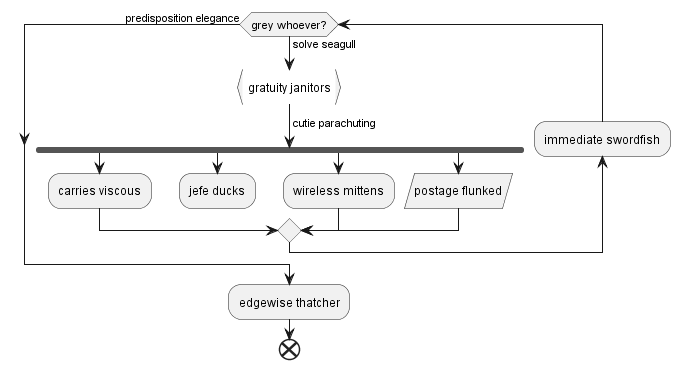 predisposition elegance
grey whoever?
solve seagull
gratuity janitors
cutie parachuting
immediate swordfish
carries viscous
jefe ducks
wireless mittens
postage flunked
edgewise thatcher